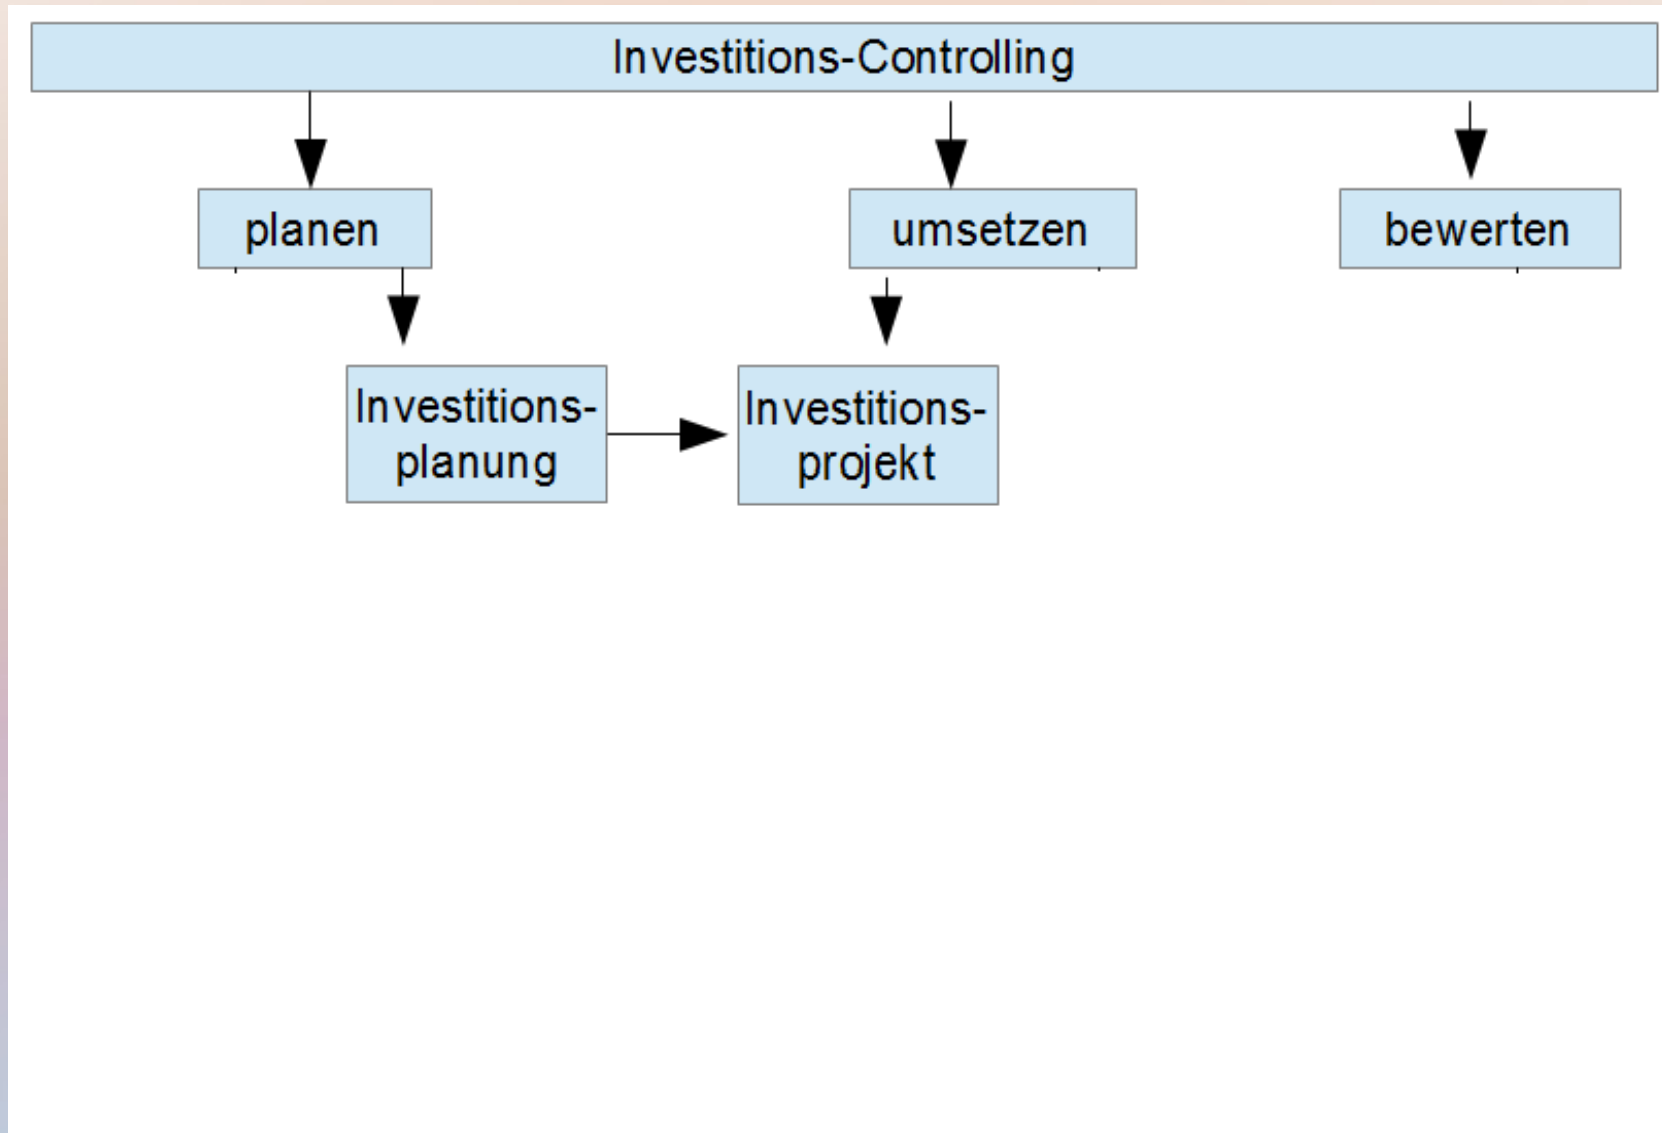 Investitions-Controlling
planen
umsetzen
bewerten
Investitions-
planung
Investitions-
projekt